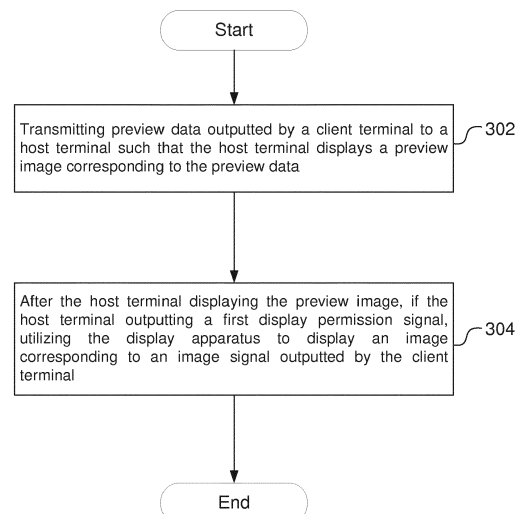 Start
Transmitting preview data outputted by a client terminal to a
host terminal such that the host terminal displays a preview
image corresponding to the preview data
302
After the host terminal displaying the preview image, if the
host terminal outputting a first display permission signal,
utilizing the display apparatus to display an image
corresponding to an image signal outputted by the client
terminal
304
End